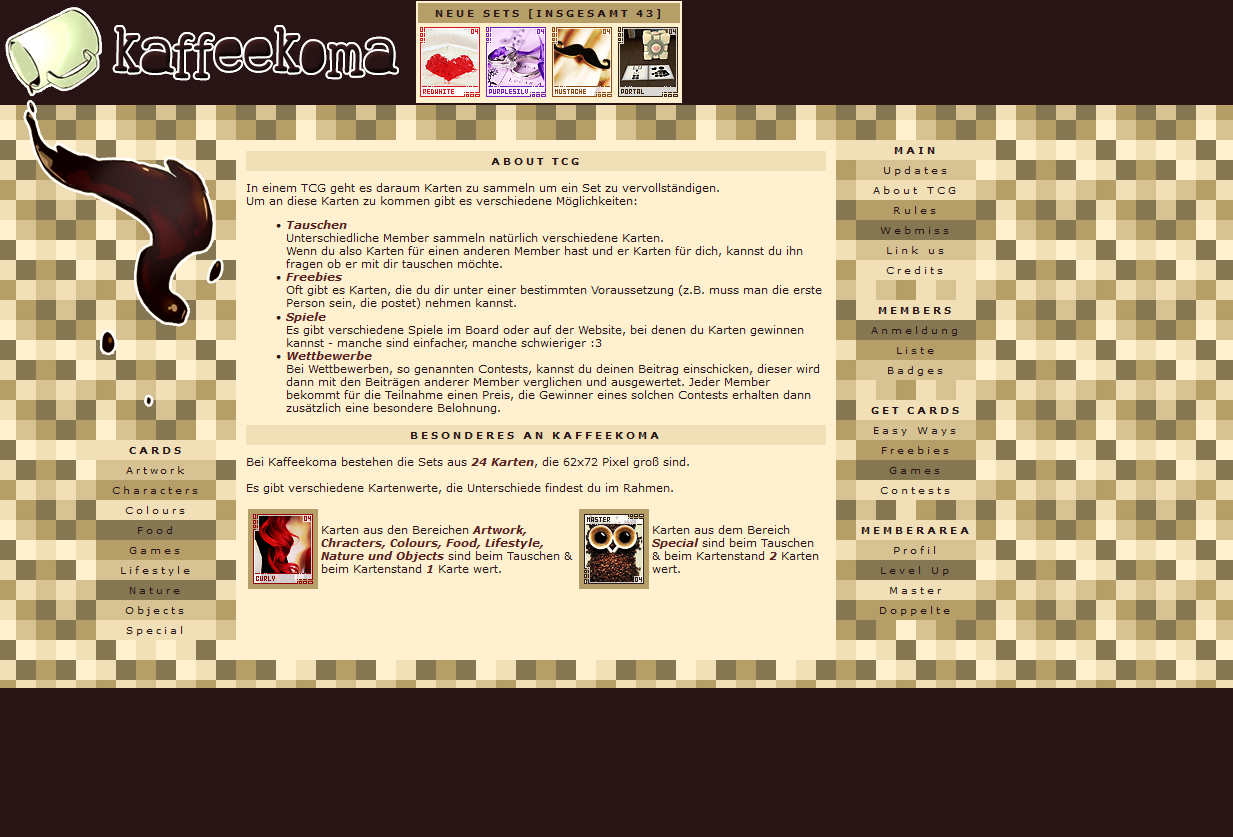 kaffeekoma
NEUE SETS [INSGESAMT 43]
04
04
04
04
REDWHITE
PURPLESILV
MUSTACHE
PORTAL
ABOUT TCG
In einem TCG geht es daraum Karten zu sammeln um ein Set zu vervollständigen.
Um an diese Karten zu kommen gibt es verschiedene Möglichkeiten:
• Tauschen
Unterschiedliche Member sammeln natürlich verschiedene Karten.
Wenn du also Karten für einen anderen Member hast und er Karten für dich, kannst du ihn
fragen ob er mit dir tauschen möchte.
• Freebies
Oft gibt es Karten, die du dir unter einer bestimmten Voraussetzung (z.B. muss man die erste
Person sein, die postet) nehmen kannst.
• Spiele
Es gibt verschiedene Spiele im Board oder auf der Website, bei denen du Karten gewinnen
kannst - manche sind einfacher, manche schwieriger :3
• Wettbewerbe
Bei Wettbewerben, so genannten Contests, kannst du deinen Beitrag einschicken, dieser wird
dann mit den Beiträgen anderer Member verglichen und ausgewertet. Jeder Member
bekommt für die Teilnahme einen Preis, die Gewinner eines solchen Contests erhalten dann
zusätzlich eine besondere Belohnung.
BESONDERES AN KAFFEEKOMA
Bei Kaffeekoma bestehen die Sets aus 24 Karten, die 62x72 Pixel groß sind.
Es gibt verschiedene Kartenwerte, die Unterschiede findest du im Rahmen.
04
CURLY
Karten aus den Bereichen Artwork,
Chracters, Colours, Food, Lifestyle,
Nature und Objects sind beim Tauschen &
beim Kartenstand 1 Karte wert.
MASTER
04
Karten aus dem Bereich
Special sind beim Tauschen
& beim Kartenstand 2 Karten
wert.
CARDS
Artwork
Characters
Colours
Food
Games
Lifestyle
Nature
Objects
Special
MAIN
Updates
About TCG
Rules
Webmiss
Link us
Credits
MEMBERS
Anmeldung
Liste
Badges
GET CARDS
Easy Ways
Freebies
Games
Contests
MEMBERAREA
Profil
Level Up
Master
Doppelte